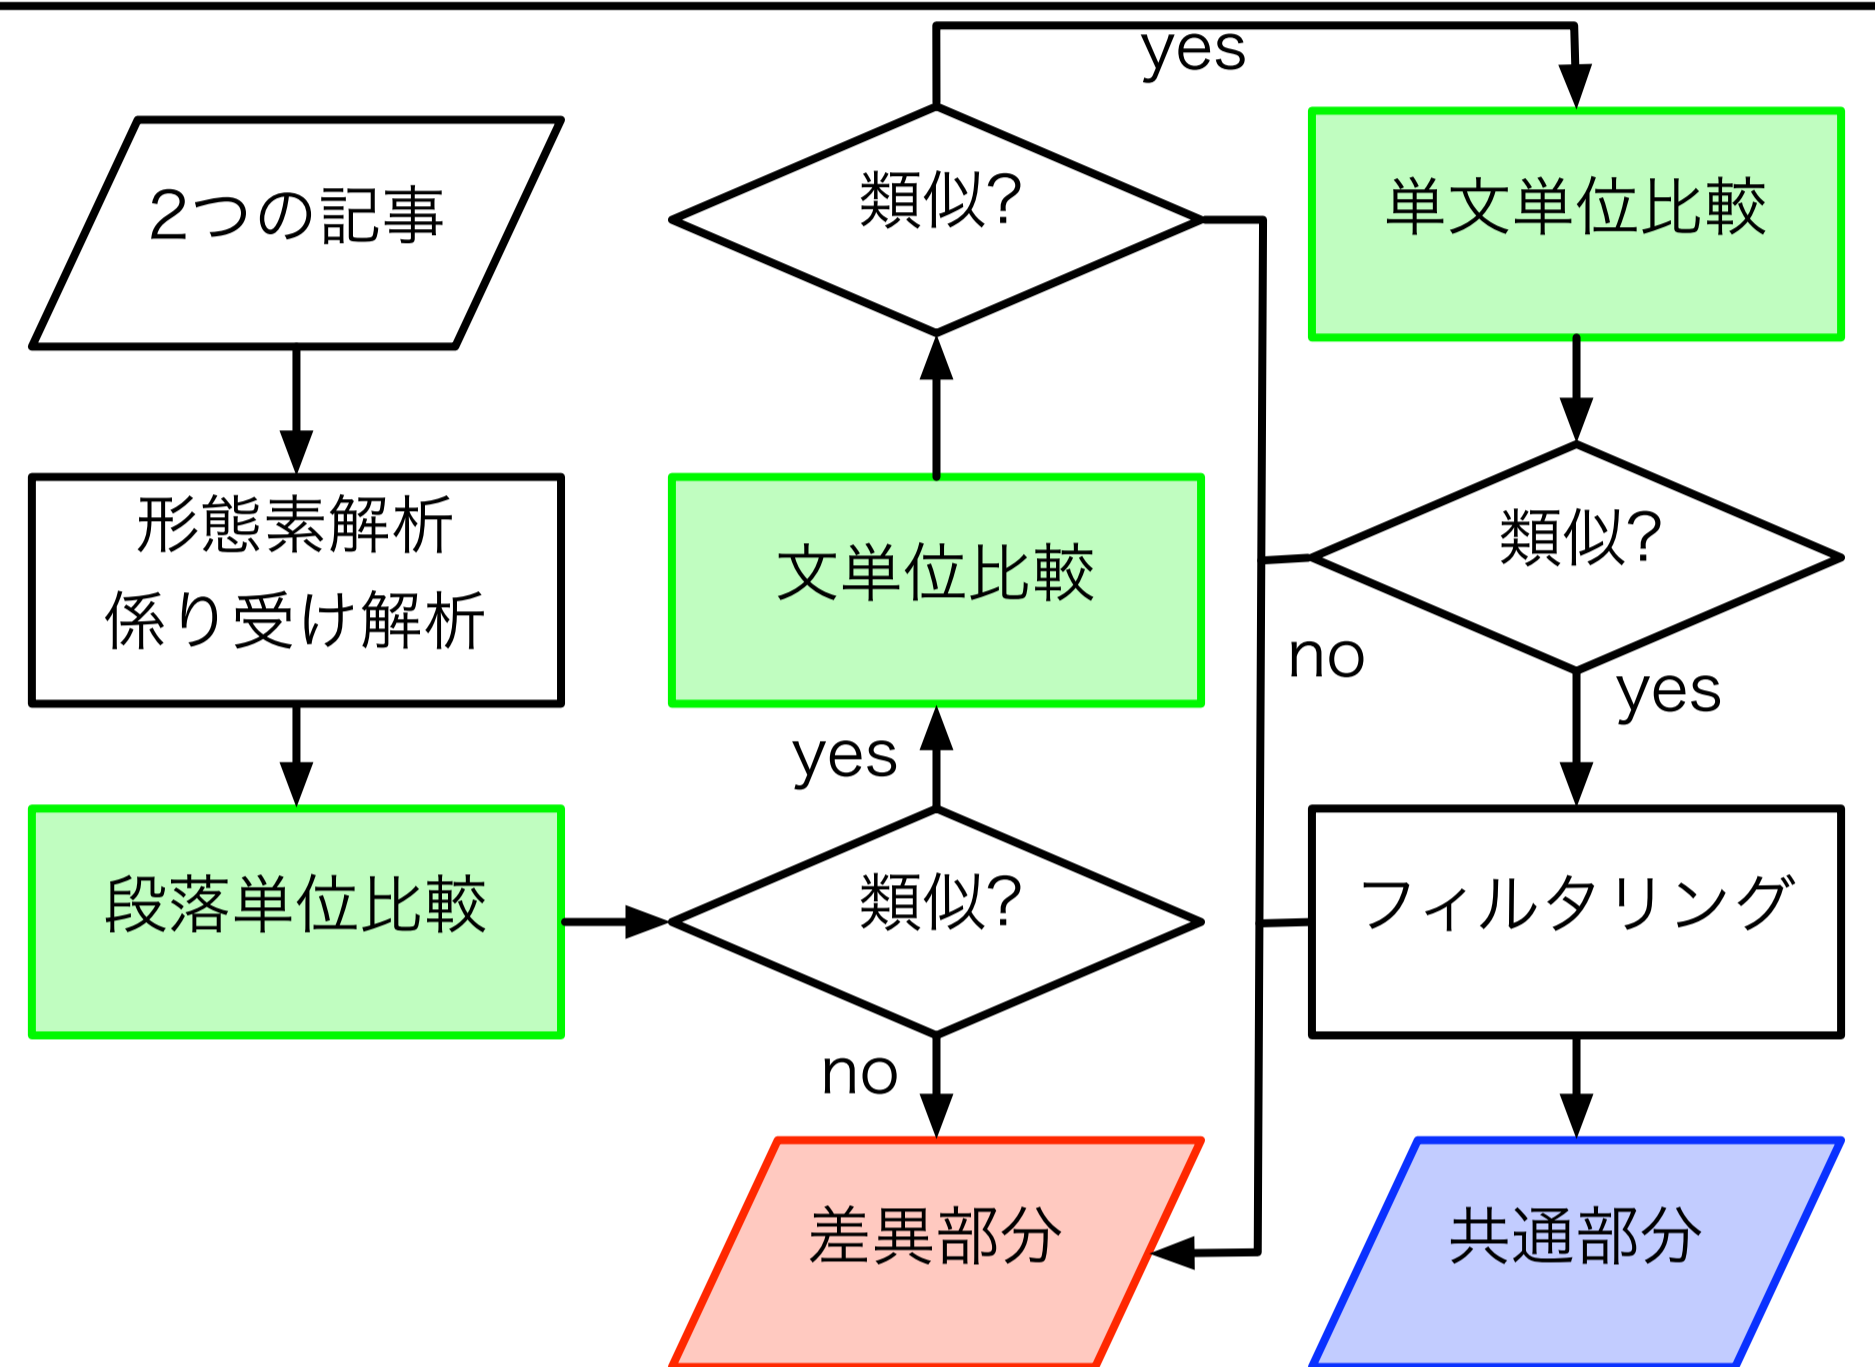 2つの記事
形態素解析
係り受け解析
段落単位比較
類似?
yes
no
文単位比較
類似?
yes
単文単位比較
類似?
no
yes
フィルタリング
差異部分
共通部分